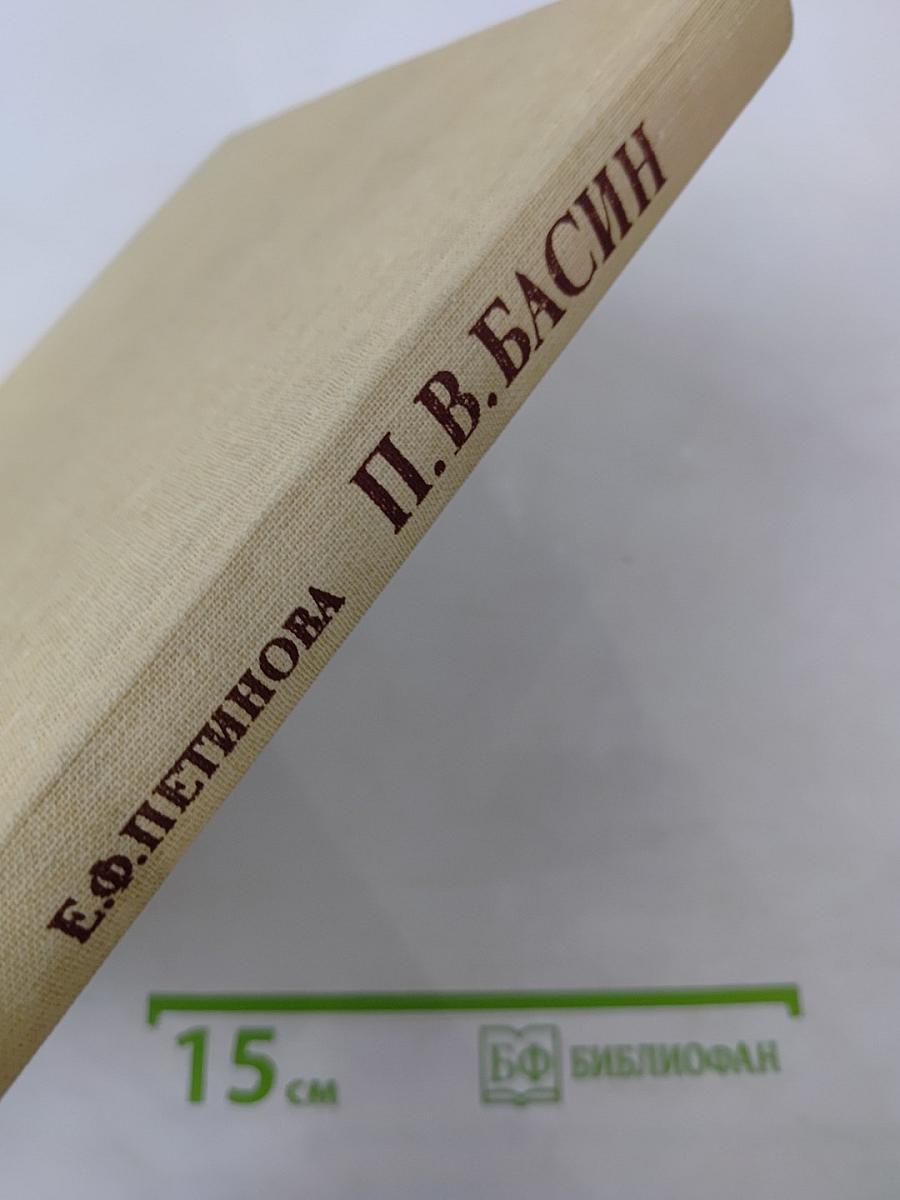 Е.Ф.ПЕТИНОВА П.В.БАСИН
15 см
БФ БИБЛИОФАН